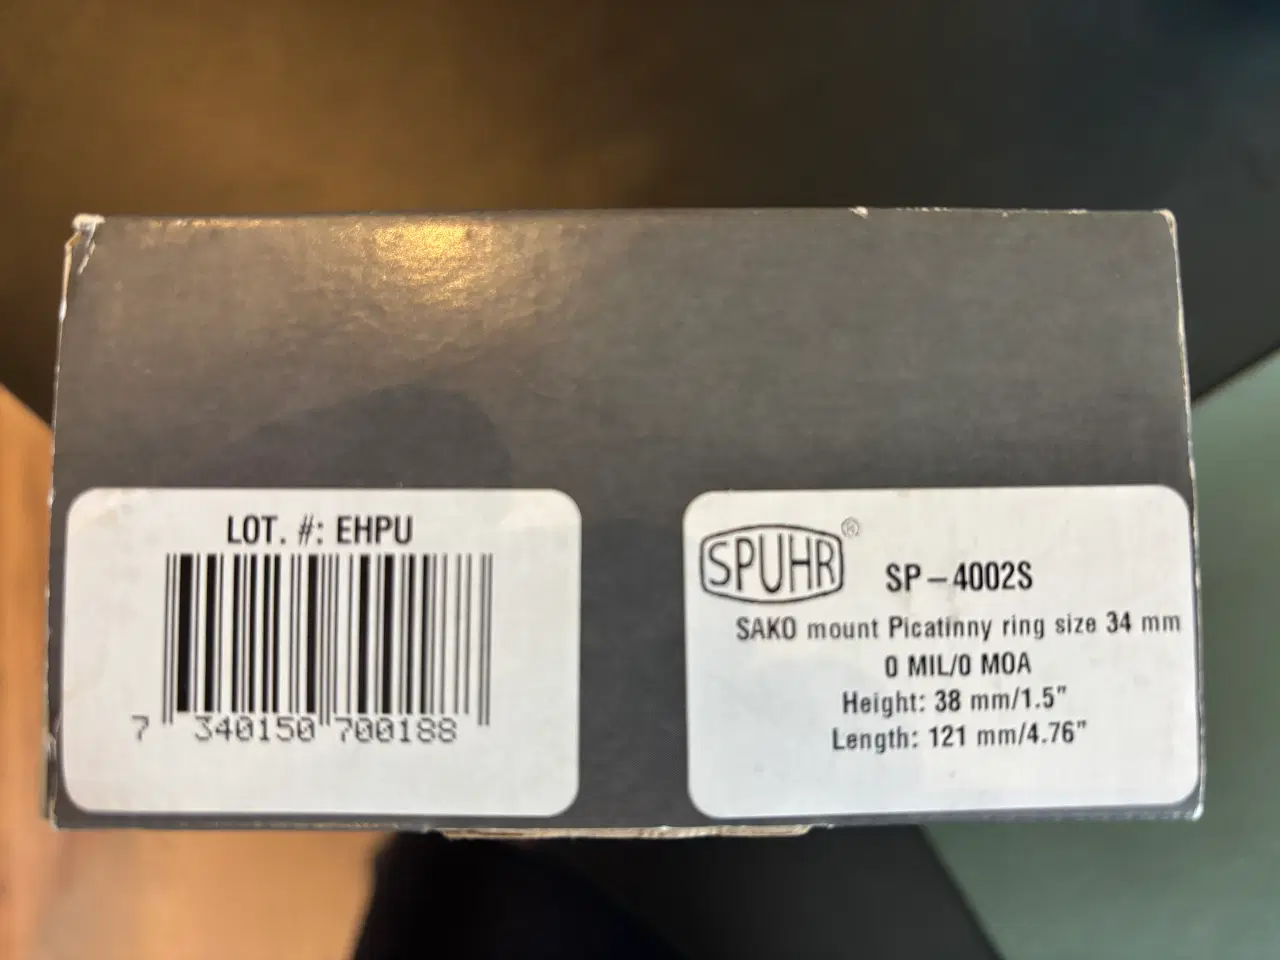 LOT. #: EHPU
7 340150 700188
SPUHR®
SP-4002S
SAKO mount Picatinny ring size 34 mm
0 MIL/0 MOA
Height: 38 mm/1.5"
Length: 121 mm/4.76"